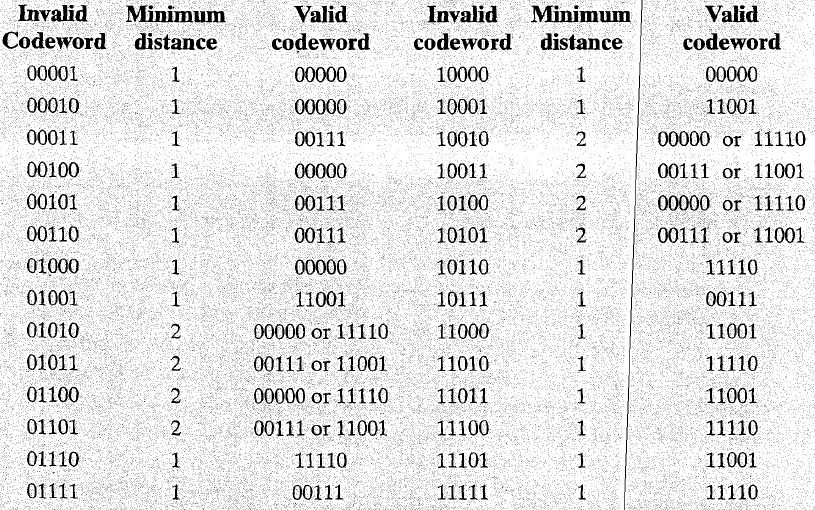 Invalid Minimum Valid Invalid Minimum Valid
Codeword distance codeword codeword distance codeword
00001 1 00000 10000 1 00000
00010 1 00000 10001 1 11001
00011 1 00111 10010 2 00000 or 11110
00100 1 00000 10011 2 00111 or 11001
00101 1 00111 10100 2 00000 or 11110
00110 1 00111 10101 2 00111 or 11001
01000 1 00000 10110 1 11110
01001 1 11001 10111 1 00111
01010 2 00000 or 11110 11000 1 11001
01011 2 00111 or 11001 11010 1 11110
01100 2 00000 or 11110 11011 1 11001
01101 2 00111 or 11001 11100 1 11110
01110 1 11110 11101 1 11001
01111 1 00111 11111 1 11110